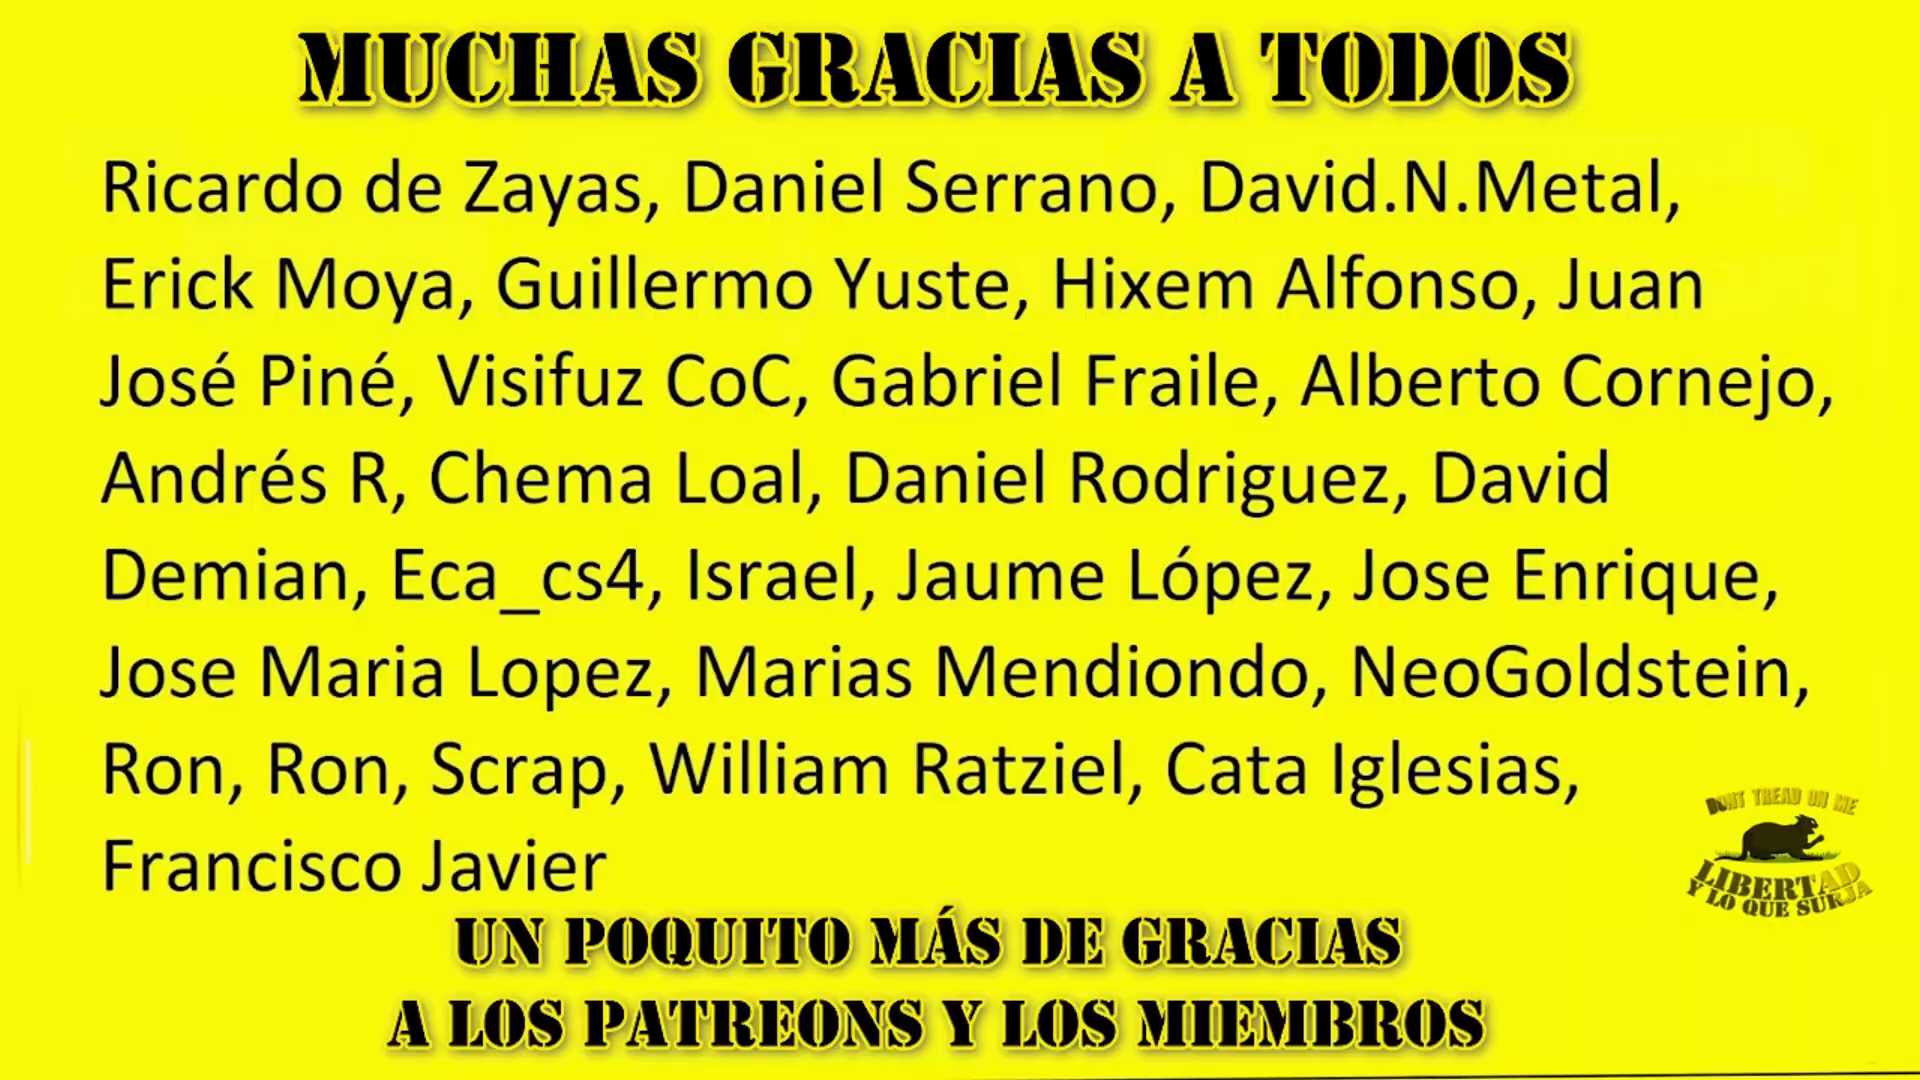 MUCHAS GRACIAS A TODOS
Ricardo de Zayas, Daniel Serrano, David.N.Metal,
Erick Moya, Guillermo Yuste, Hixem Alfonso, Juan
José Piné, Visifuz CoC, Gabriel Fraile, Alberto Cornejo,
Andrés R, Chema Loal, Daniel Rodriguez, David
Demian, Eca_cs4, Israel, Jaume López, Jose Enrique,
Jose Maria Lopez, Marias Mendiondo, NeoGoldstein,
Ron, Ron, Scrap, William Ratziel, Cata Iglesias,
Francisco Javier
DONT TREAD ON ME
LIBERTAD
Y LO QUE SURJA
UN POQUITO MÁS DE GRACIAS
A LOS PATREONS Y LOS MIEMBROS